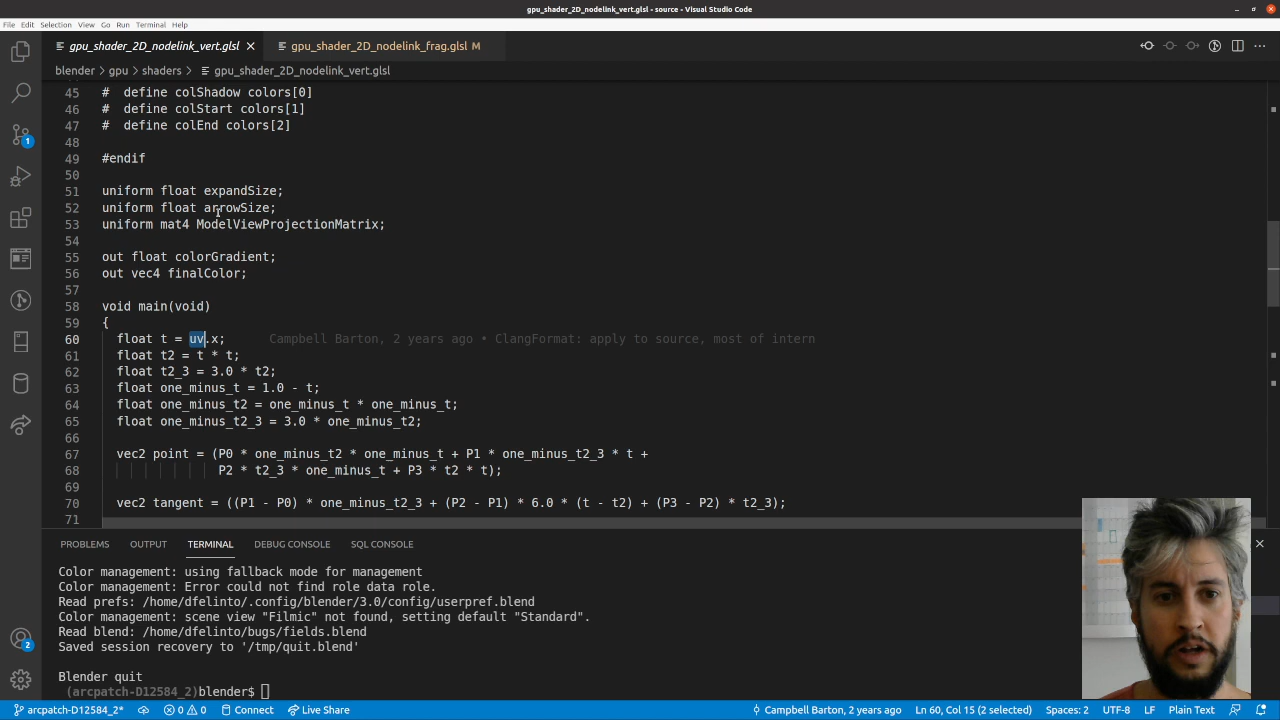 gpu_shader_2D_nodelink_vert.glsl - source - Visual Studio Code
File Edit Selection View Go Run Terminal Help
gpu_shader_2D_nodelink_vert.glsl
gpu_shader_2D_nodelink_frag.glsl M
blender > gpu > shaders > gpu_shader_2D_nodelink_vert.glsl
45 #  define colShadow colors[0]
46 #  define colStart colors[1]
47 #  define colEnd colors[2]
48
49 #endif
50
51 uniform float expandSize;
52 uniform float arrowSize;
53 uniform mat4 ModelViewProjectionMatrix;
54
55 out float colorGradient;
56 out vec4 finalColor;
57
58 void main(void)
59 {
60   float t = uv.x; Campbell Barton, 2 years ago • ClangFormat: apply to source, most of intern
61   float t2 = t * t;
62   float t2_3 = 3.0 * t2;
63   float one_minus_t = 1.0 - t;
64   float one_minus_t2 = one_minus_t * one_minus_t;
65   float one_minus_t2_3 = 3.0 * one_minus_t2;
66
67   vec2 point = (P0 * one_minus_t2 * one_minus_t + P1 * one_minus_t2_3 * t +
68                 P2 * t2_3 * one_minus_t + P3 * t2 * t);
70   vec2 tangent = ((P1 - P0) * one_minus_t2_3 + (P2 - P1) * 6.0 * (t - t2) + (P3 - P2) * t2_3);
71
PROBLEMS OUTPUT TERMINAL DEBUG CONSOLE SQL CONSOLE
Color management: using fallback mode for management
Color management: Error could not find role data role.
Read prefs: /home/dfelinto/.config/blender/3.0/config/userpref.blend
Color management: scene view "Filmic" not found, setting default "Standard".
Read blend: /home/dfelinto/bugs/fields.blend
Saved session recovery to '/tmp/quit.blend'
Blender quit
(arcpatch-D12584_2)blender$
1
2
arcpatch-D12584_2* 0 0 Connect Live Share Campbell Barton, 2 years ago Ln 60, Col 15 (2 selected) Spaces: 2 UTF-8 LF Plain Text